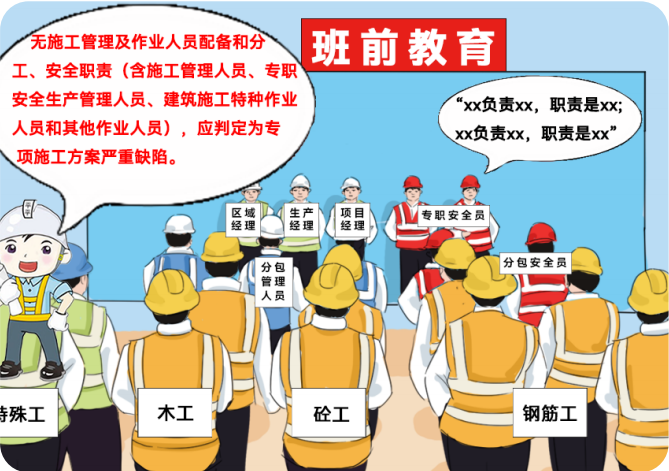 班前教育
无施工管理及作业人员配备和分
工、安全职责（含施工管理人员、专职
安全生产管理人员、建筑施工特种作业
人员和其他作业人员），应判定为专
项施工方案严重缺陷。
“xx负责xx，职责是xx;
xx负责xx，职责是xx”
区域
经理
生产
经理
项目
经理
专职安全员
分包
管理
人员
分包安全员
特殊工
木工
砼工
钢筋工